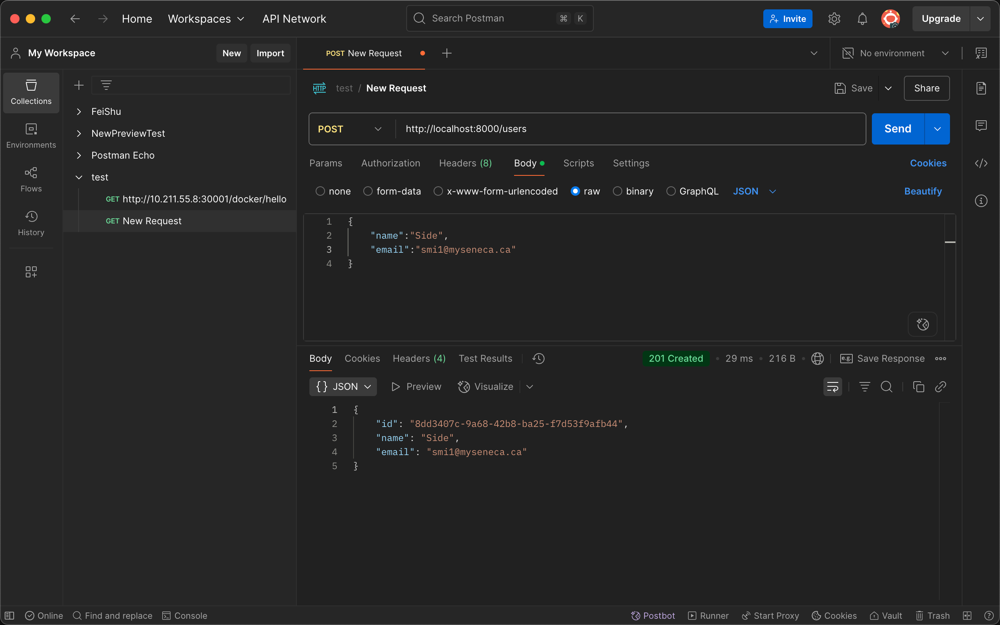 Home Workspaces API Network
Search Postman ⌘ K
Invite Upgrade
My Workspace New Import
POST New Request
No environment
Collections
Environments
Flows
History
FeiShu
NewPreviewTest
Postman Echo
test
GET http://10.211.55.8:30001/docker/hello
GET New Request
HTTP test / New Request
Save Share
POST http://localhost:8000/users
Send
Params Authorization Headers (8) Body Scripts Settings Cookies
none form-data x-www-form-urlencoded raw binary GraphQL JSON Beautify
1 {
2 "name":"Side",
3 "email":"smi1@myseneca.ca"
4 }
Body Cookies Headers (4) Test Results
201 Created • 29 ms • 216 B • e.g. Save Response
{} JSON Preview Visualize
1 {
2 "id": "8dd3407c-9a68-42b8-ba25-f7d53f9afb44",
3 "name": "Side",
4 "email": "smi1@myseneca.ca"
5 }
Online Find and replace Console
Postbot Runner Start Proxy Cookies Vault Trash